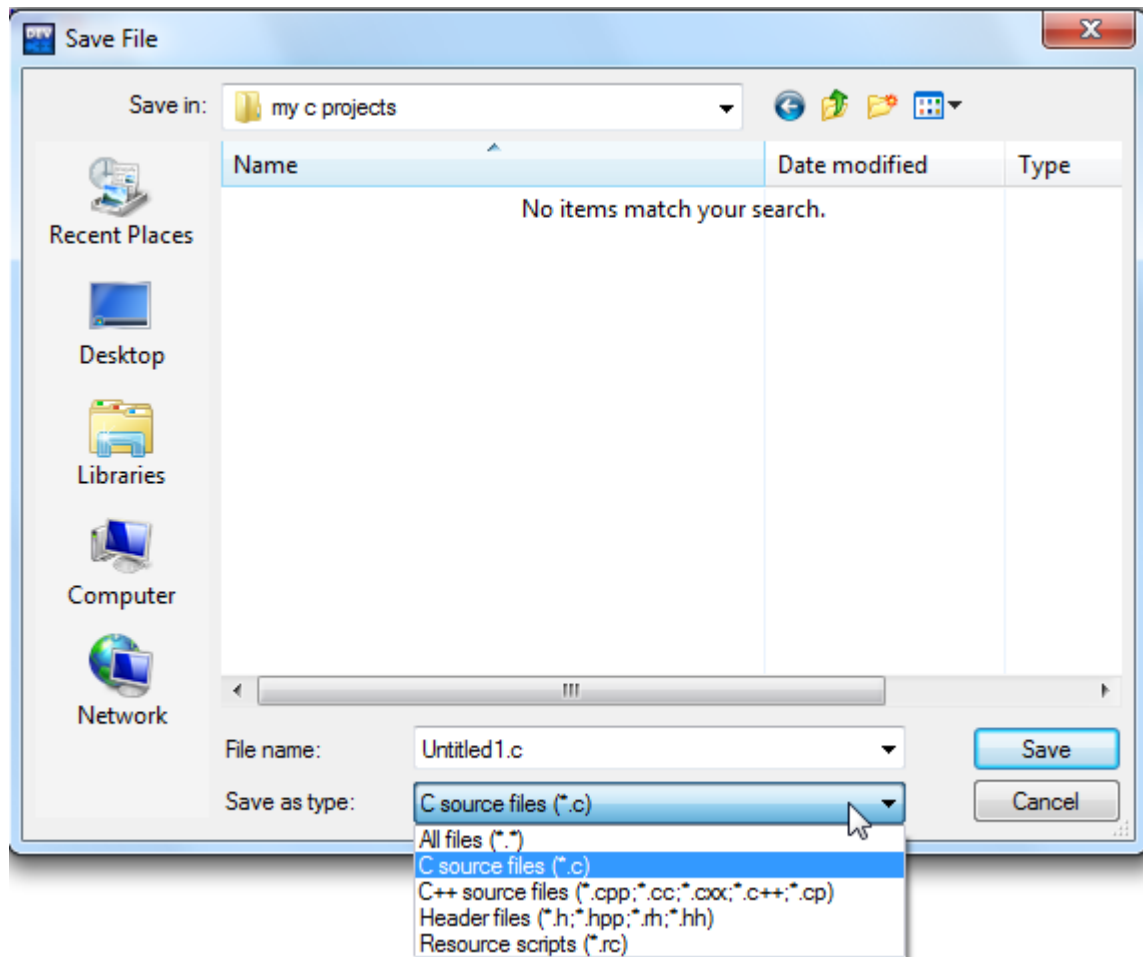 DEV
Save File
Save in:
my c projects
Name
Date modified
Type
No items match your search.
Recent Places
Desktop
Libraries
Computer
Network
File name:
Untitled1.c
Save
Save as type:
C source files (*.c)
Cancel
All files (*.*)
C source files (*.c)
C++ source files (*.cpp;*.cc;*.cxx;*.c++;*.cp)
Header files (*.h;*.hpp;*.rh;*.hh)
Resource scripts (*.rc)